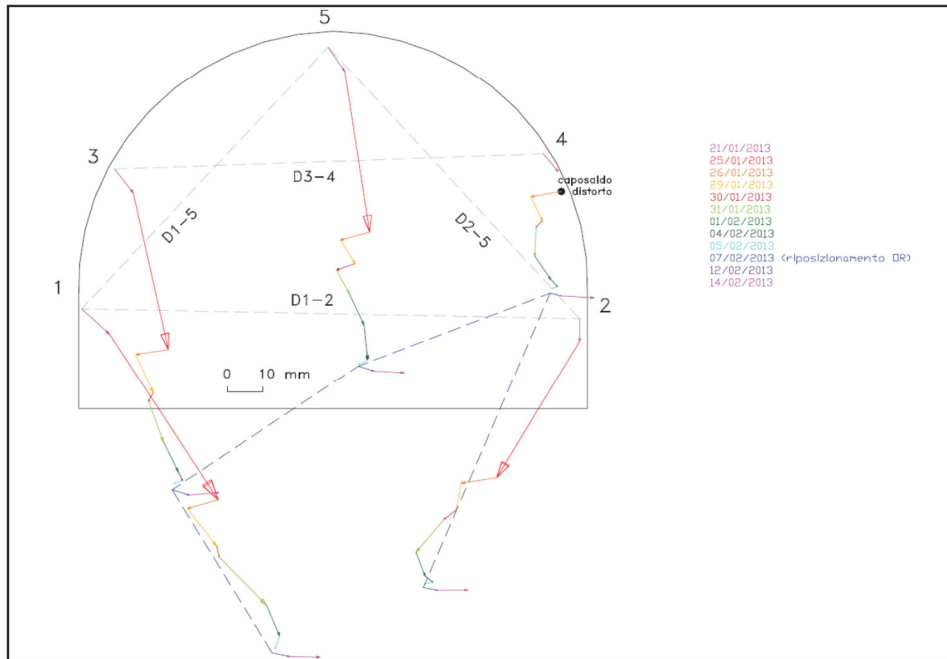 5
3
4
D3-4
caposaldo
distorto
D1-5
D2-5
1
D1-2
2
0 10 mm
21/01/2013
25/01/2013
26/01/2013
29/01/2013
30/01/2013
31/01/2013
01/02/2013
04/02/2013
05/02/2013
07/02/2013 (riposizionamento OR)
12/02/2013
14/02/2013